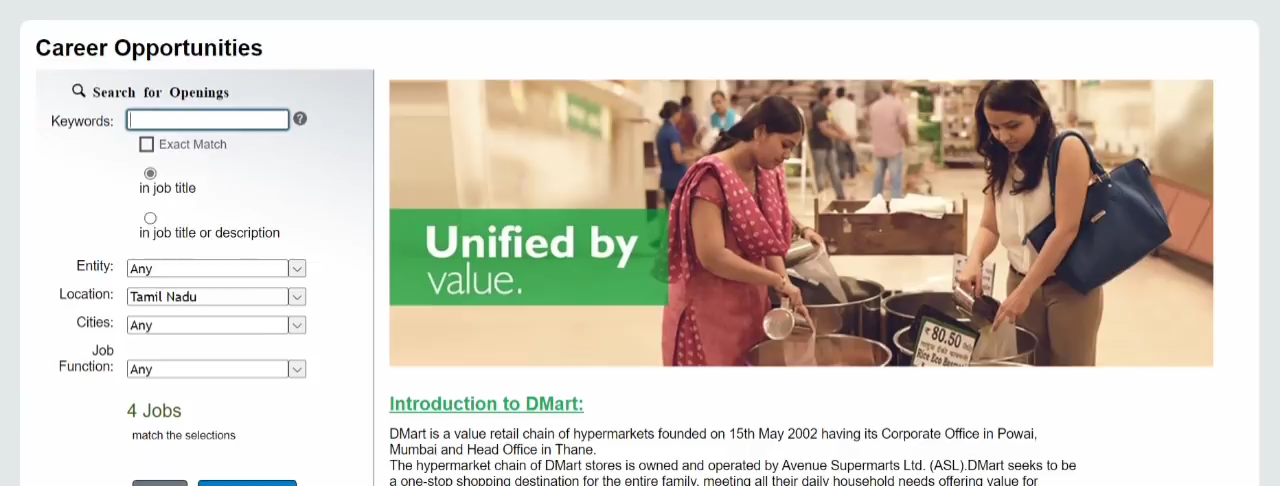 Career Opportunities
Search for Openings
Keywords:
?
Exact Match
in job title
in job title or description
Entity:
Any
Location:
Tamil Nadu
Cities:
Any
Job
Function:
Any
4 Jobs
match the selections
Unified by
value.
₹ 80.50
Introduction to DMart:
DMart is a value retail chain of hypermarkets founded on 15th May 2002 having its Corporate Office in Powai,
Mumbai and Head Office in Thane.
The hypermarket chain of DMart stores is owned and operated by Avenue Supermarts Ltd. (ASL).DMart seeks to be
a one-stop shopping destination for the entire family, meeting all their daily household needs offering value for